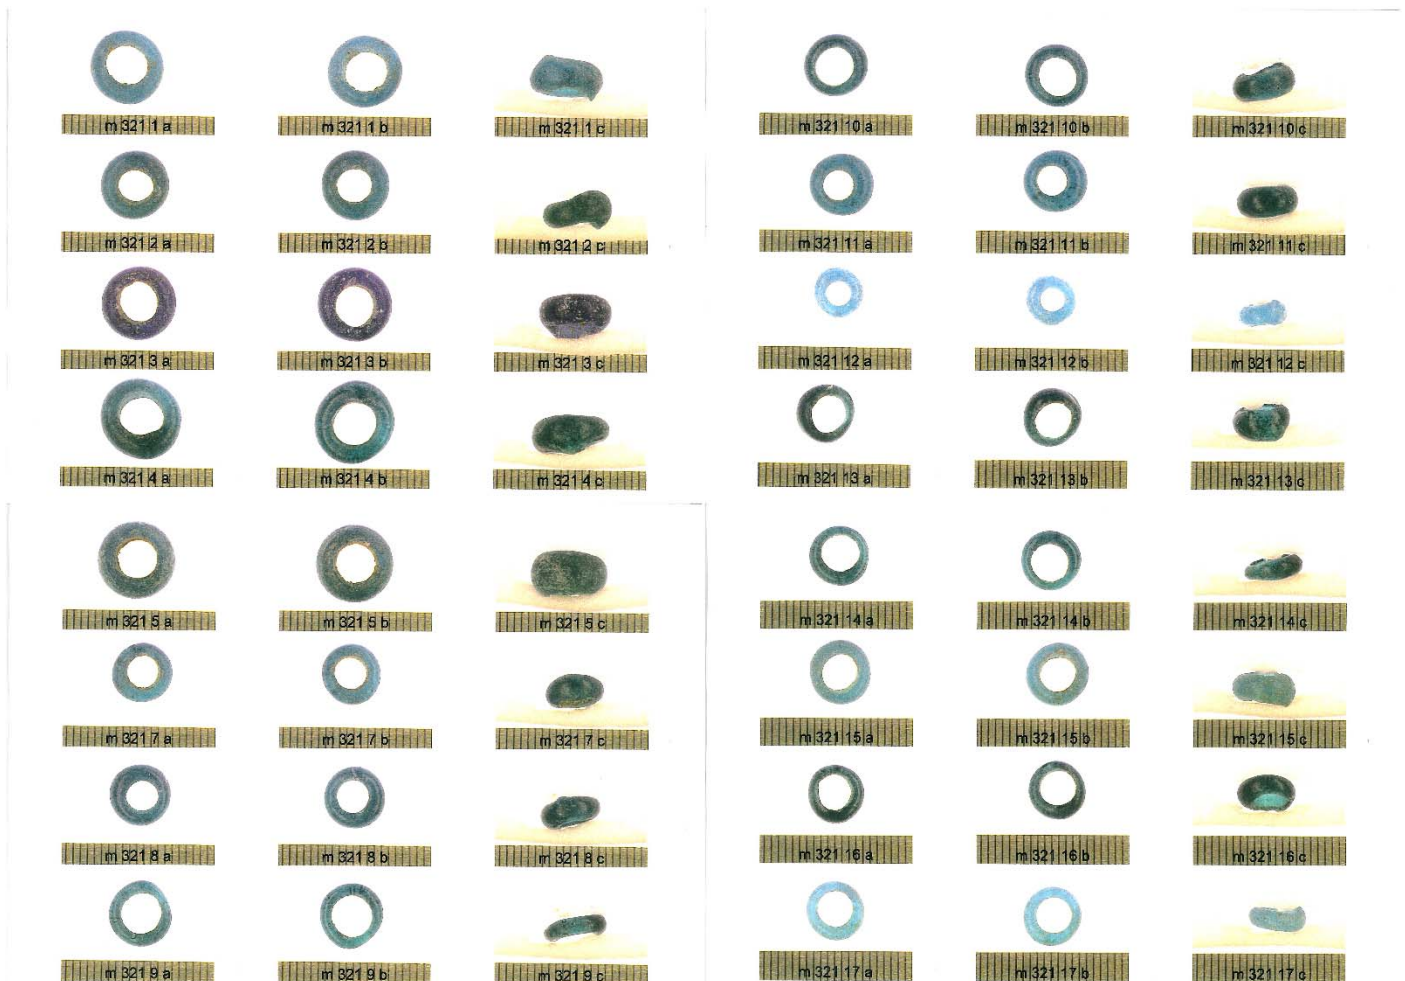 m 321 1 a
m 321 1 b
m 321 1 c
m 321 2 a
m 321 2 b
m 321 2 c
m 321 3 a
m 321 3 b
m 321 3 c
m 321 4 a
m 321 4 b
m 321 4 c
m 321 5 a
m 321 5 b
m 321 5 c
m 321 7 a
m 321 7 b
m 321 7 c
m 321 8 a
m 321 8 b
m 321 8 c
m 321 9 a
m 321 9 b
m 321 9 c
m 321 10 a
m 321 10 b
m 321 10 c
m 321 11 a
m 321 11 b
m 321 11 c
m 321 12 a
m 321 12 b
m 321 12 c
m 321 13 a
m 321 13 b
m 321 13 c
m 321 14 a
m 321 14 b
m 321 14 c
m 321 15 a
m 321 15 b
m 321 15 c
m 321 16 a
m 321 16 b
m 321 16 c
m 321 17 a
m 321 17 b
m 321 17 c